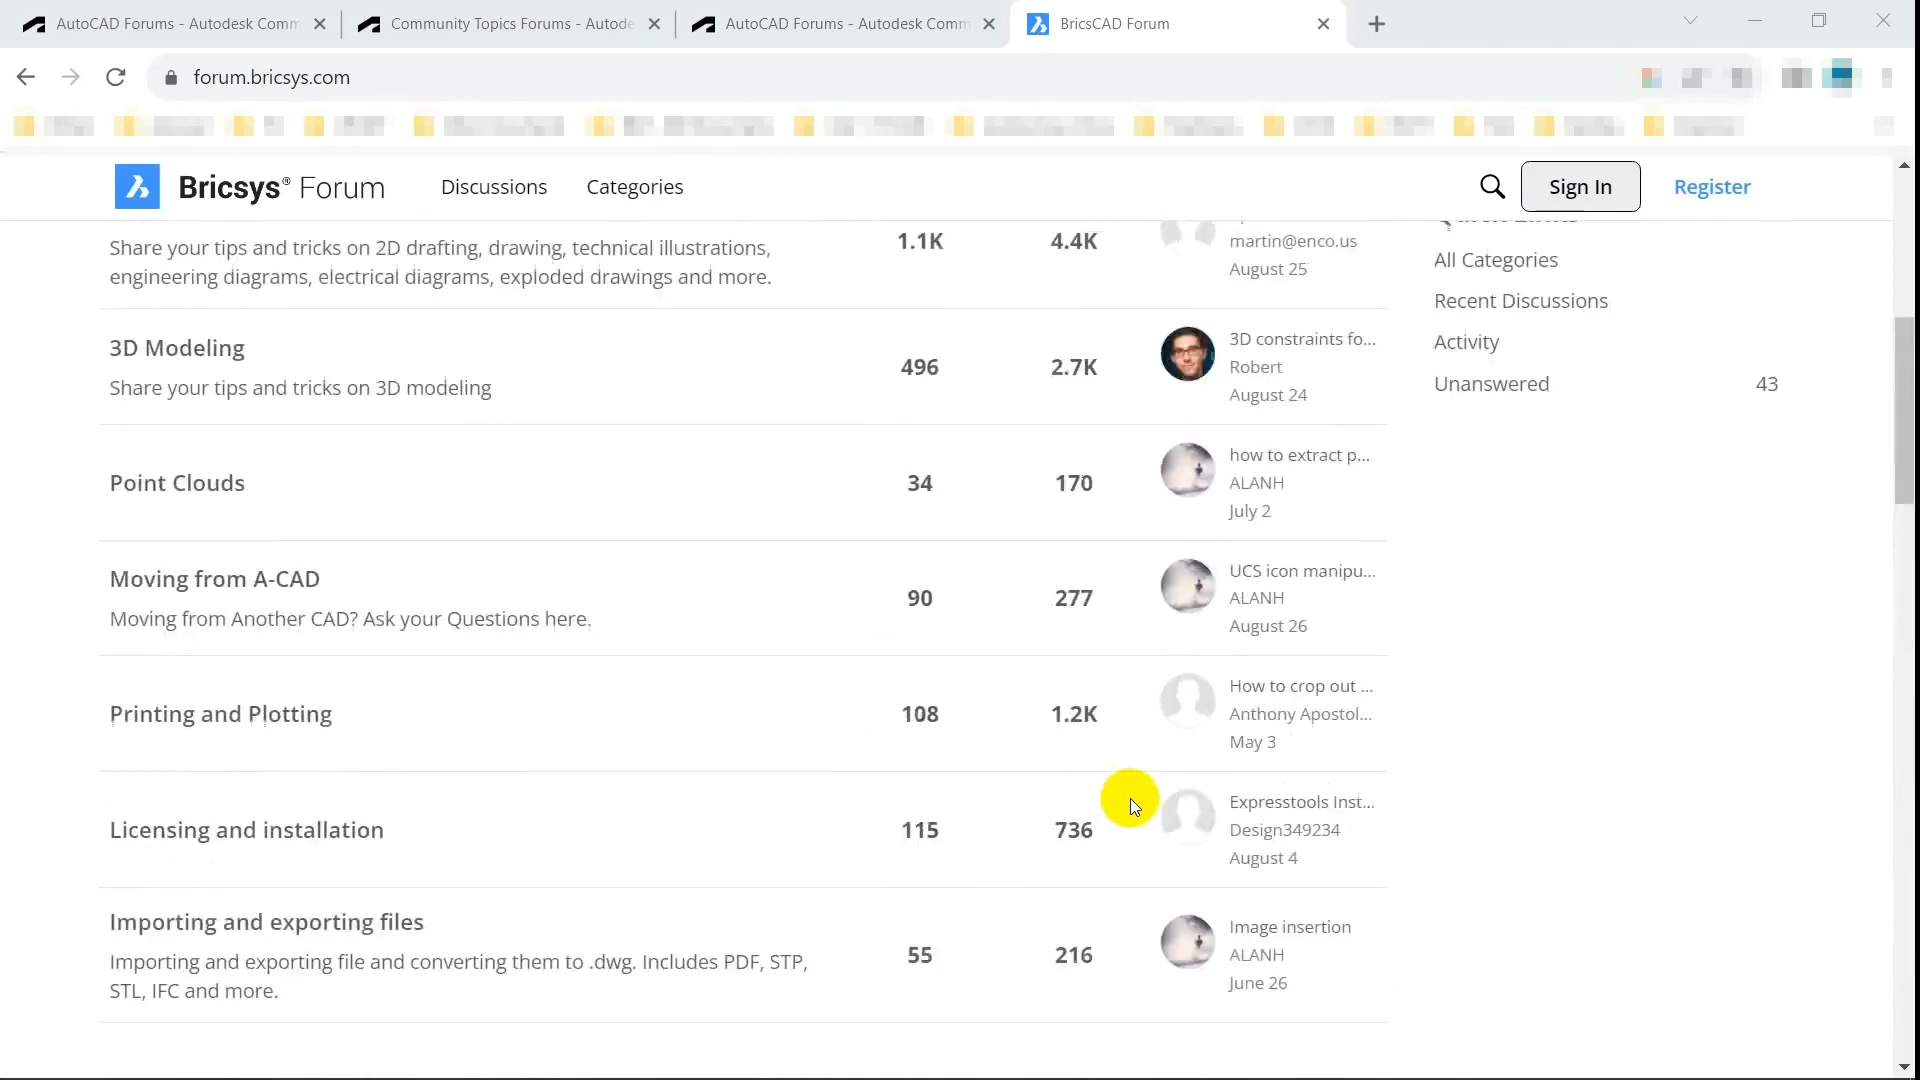 AutoCAD Forums - Autodesk Comm
Community Topics Forums - Autode
AutoCAD Forums - Autodesk Comm
BricsCAD Forum
forum.bricsys.com
Bricsys® Forum
Discussions
Categories
Sign In
Register
Share your tips and tricks on 2D drafting, drawing, technical illustrations,
engineering diagrams, electrical diagrams, exploded drawings and more.
1.1K
4.4K
martin@enco.us
August 25
3D Modeling
Share your tips and tricks on 3D modeling
496
2.7K
3D constraints fo...
Robert
August 24
Point Clouds
34
170
how to extract p...
ALANH
July 2
Moving from A-CAD
Moving from Another CAD? Ask your Questions here.
90
277
UCS icon manipu...
ALANH
August 26
Printing and Plotting
108
1.2K
How to crop out ...
Anthony Apostol...
May 3
Licensing and installation
115
736
Expresstools Inst...
Design349234
August 4
Importing and exporting files
Importing and exporting file and converting them to .dwg. Includes PDF, STP,
STL, IFC and more.
55
216
Image insertion
ALANH
June 26
All Categories
Recent Discussions
Activity
Unanswered
43